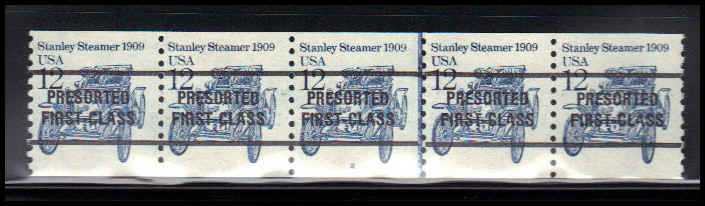 Stanley Steamer 1909 Stanley Steamer 1909 Stanley Steamer 1909 Stanley Steamer 1909 Stanley Steamer 1909
USA USA USA USA USA
12 12 12 12 12
PRESORTED PRESORTED PRESORTED PRESORTED PRESORTED
FIRST-CLASS FIRST-CLASS FIRST-CLASS FIRST-CLASS FIRST-CLASS